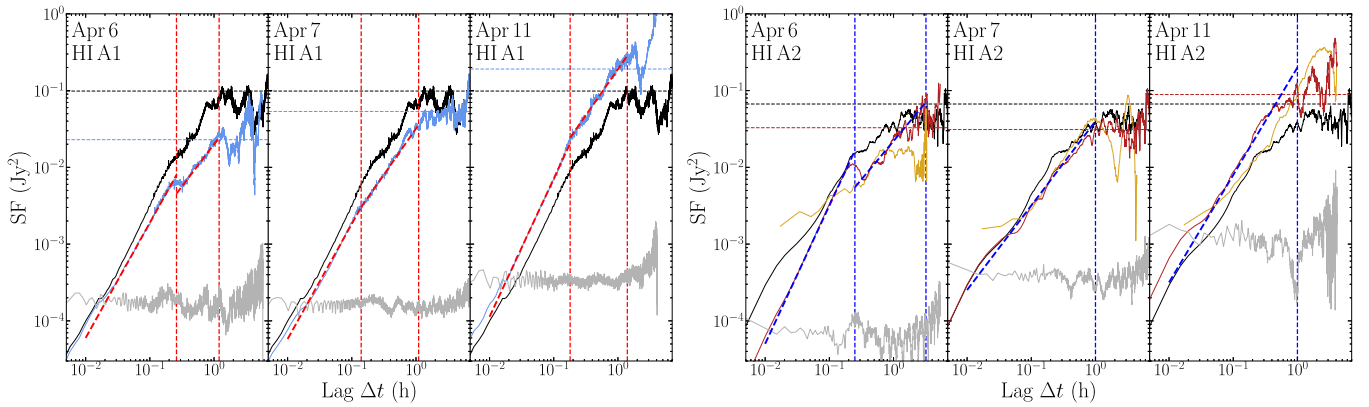 Apr 6
HI A1
Apr 7
HI A1
Apr 11
HI A1
10⁰
10⁻¹
10⁻²
10⁻³
10⁻⁴
SF (Jy²)
10⁻² 10⁻¹ 10⁰ 10⁻² 10⁻¹ 10⁰ 10⁻² 10⁻¹ 10⁰
Lag Δt (h)
Apr 6
HI A2
Apr 7
HI A2
Apr 11
HI A2
10⁰
10⁻¹
10⁻²
10⁻³
10⁻⁴
SF (Jy²)
10⁻² 10⁻¹ 10⁰ 10⁻² 10⁻¹ 10⁰ 10⁻² 10⁻¹ 10⁰
Lag Δt (h)